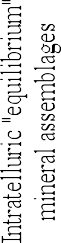 Intratelluric "equilibrium"
mineral assemblages